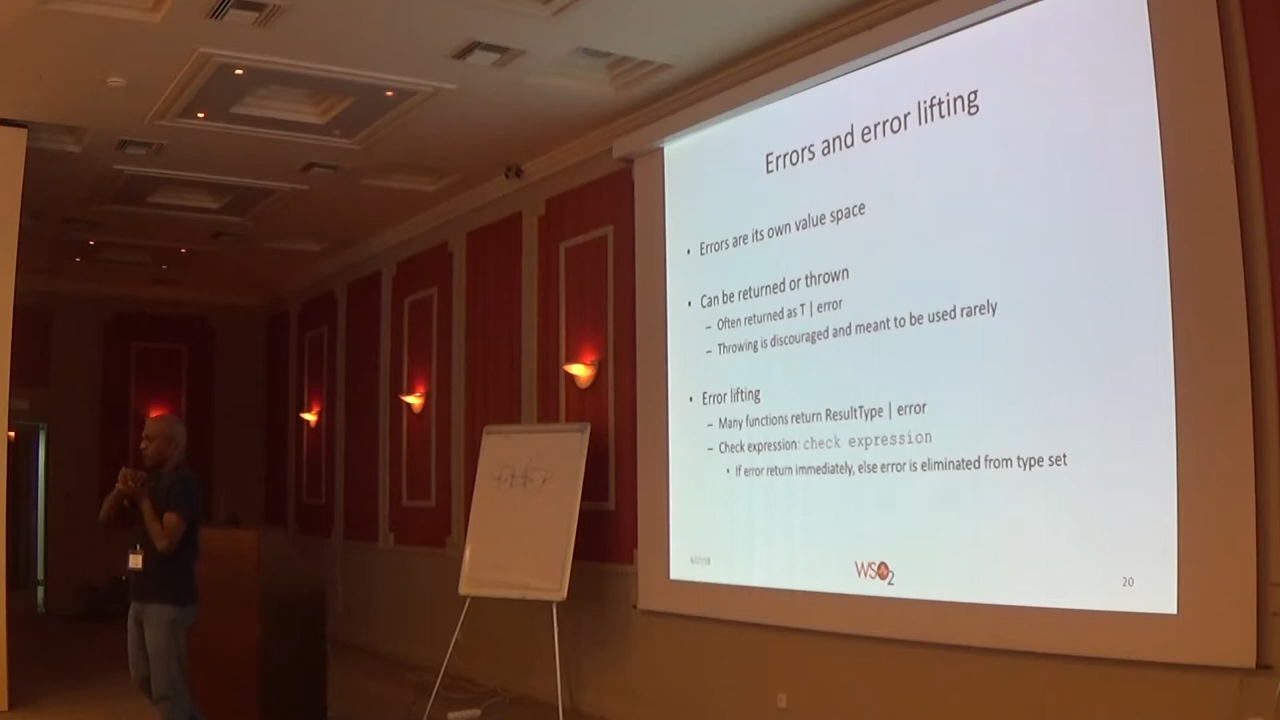 Errors and error lifting
• Errors are its own value space
• Can be returned or thrown
– Often returned as T | error
– Throwing is discouraged and meant to be used rarely
• Error lifting
– Many functions return ResultType | error
– Check expression: check expression
• If error return immediately, else error is eliminated from type set
WSO2
20